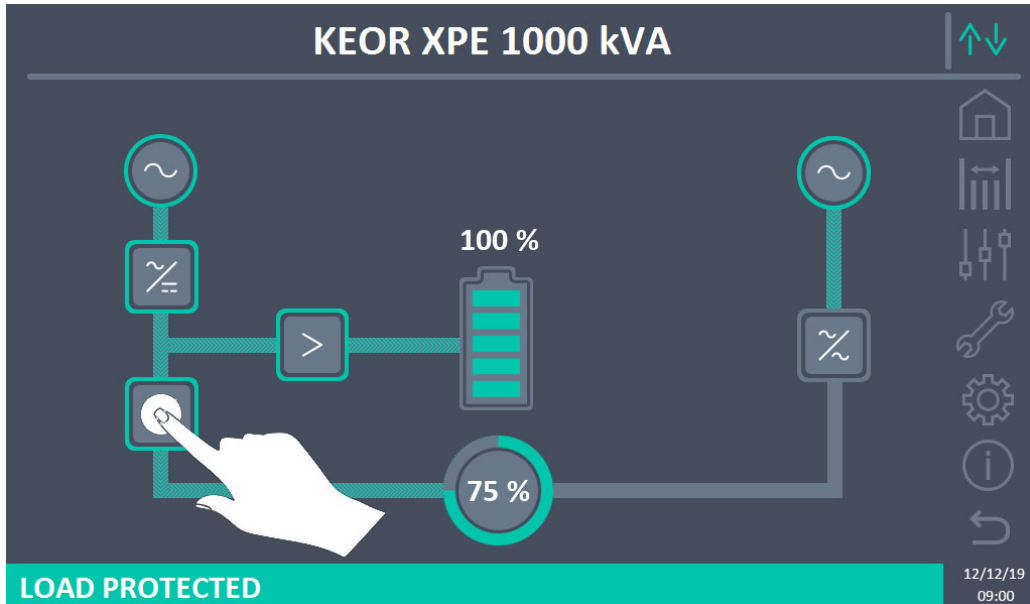 KEOR XPE 1000 kVA
100 %
75 %
LOAD PROTECTED
12/12/19
09:00